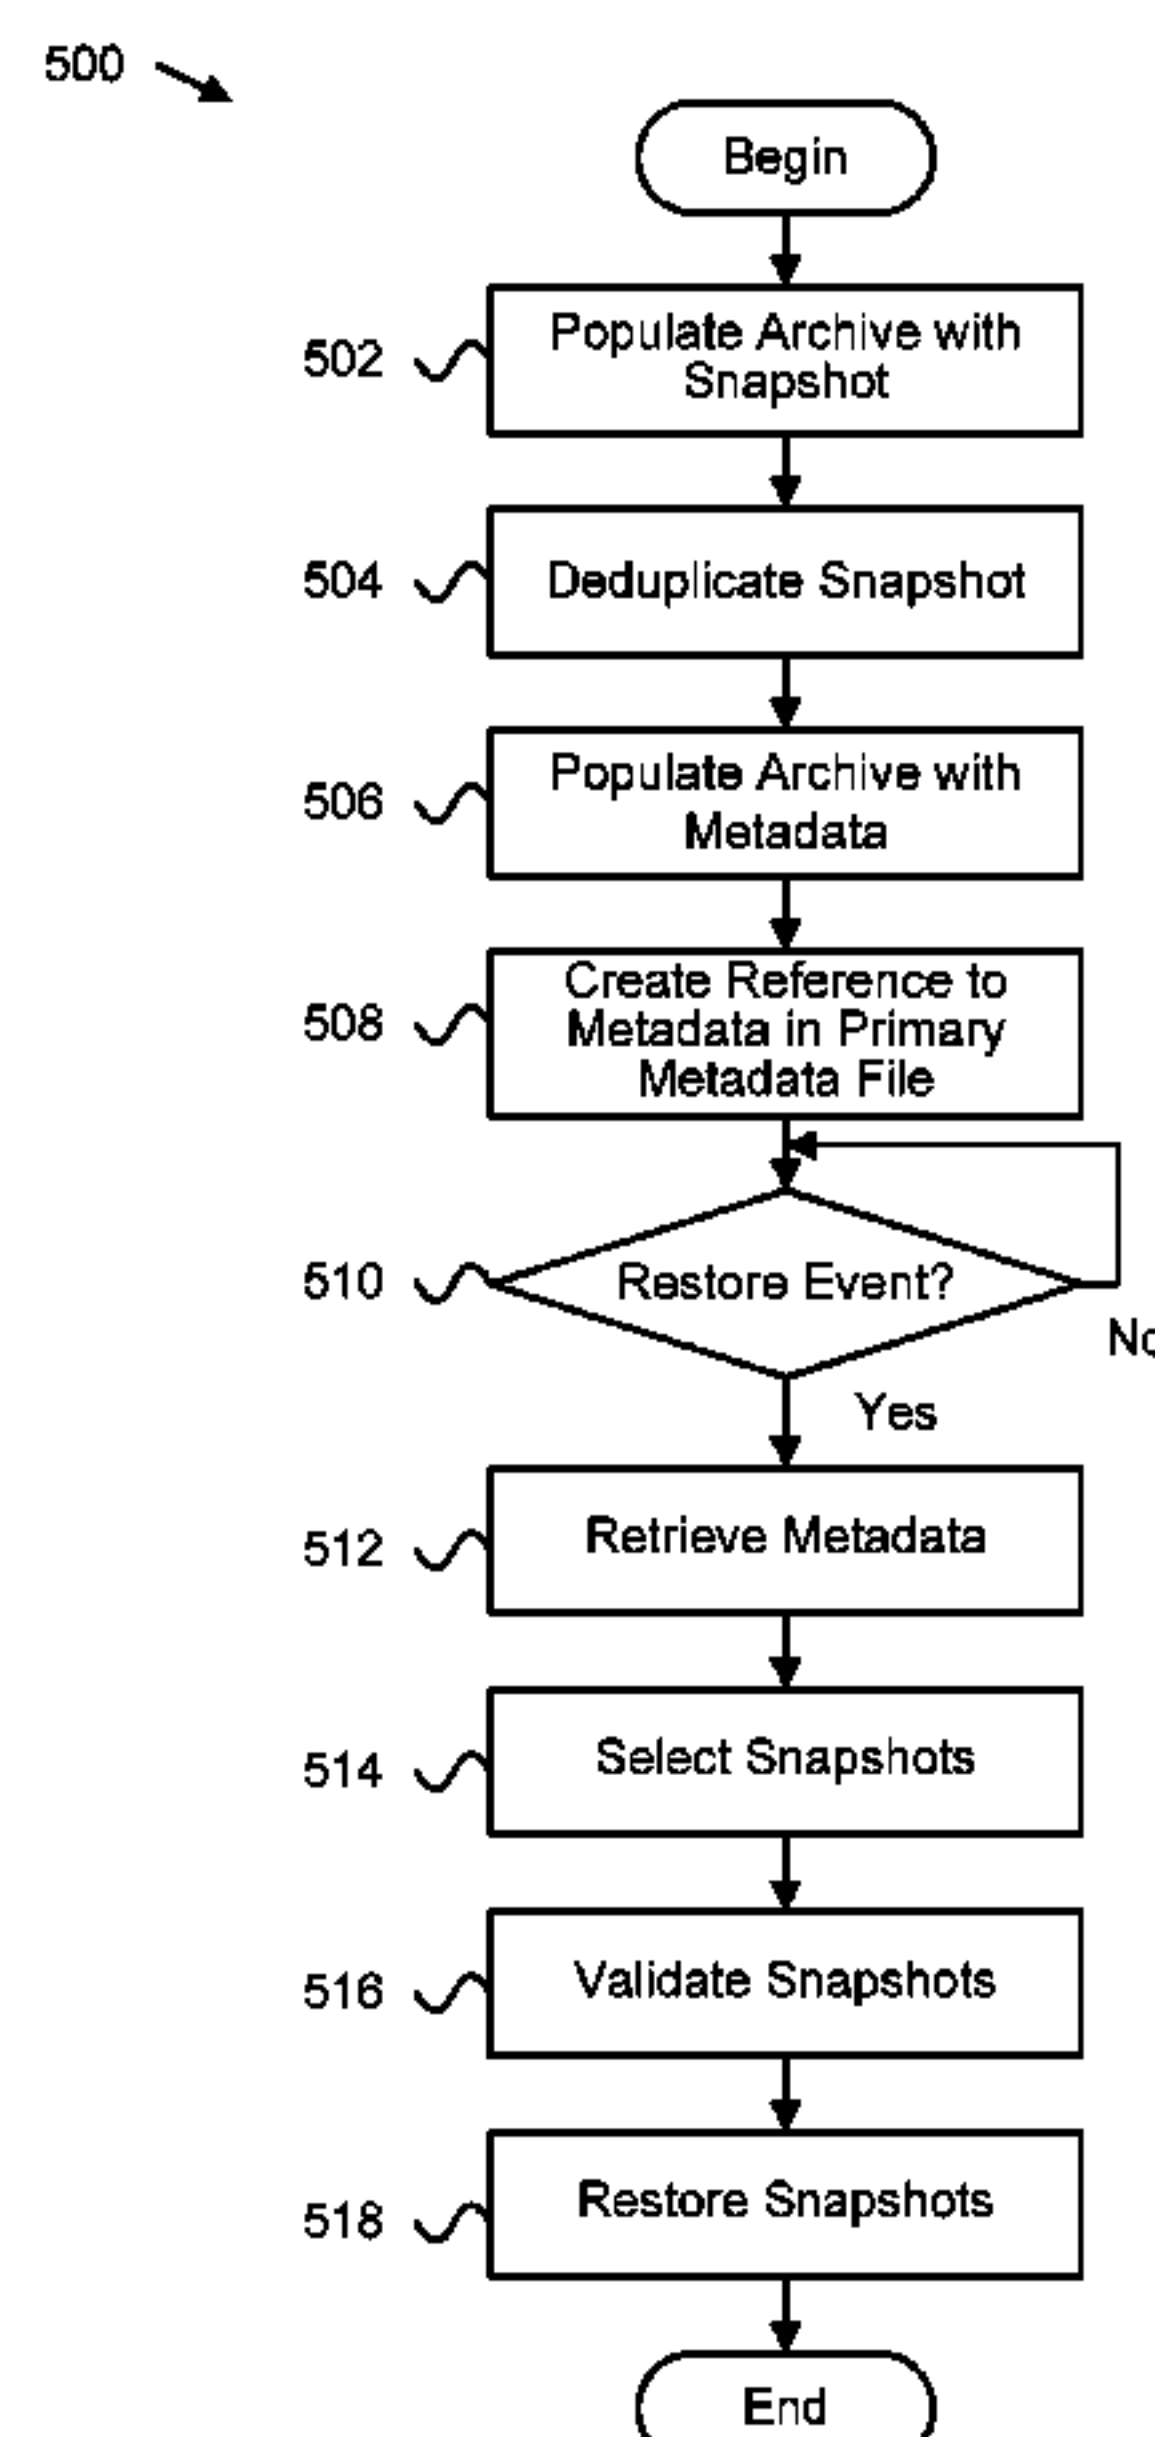 500
Begin
502
Populate Archive with
Snapshot
504
Deduplicate Snapshot
506
Populate Archive with
Metadata
508
Create Reference to
Metadata in Primary
Metadata File
510
Restore Event?
No
Yes
512
Retrieve Metadata
514
Select Snapshots
516
Validate Snapshots
518
Restore Snapshots
End